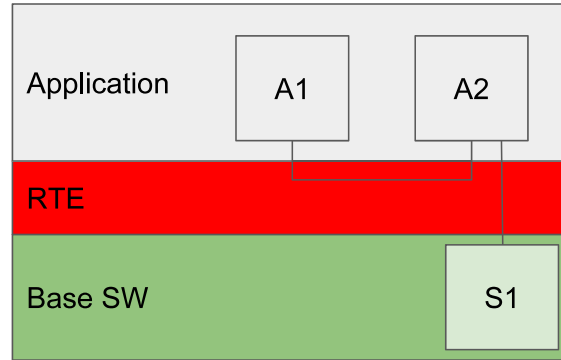 Application
A1
A2
RTE
Base SW
S1